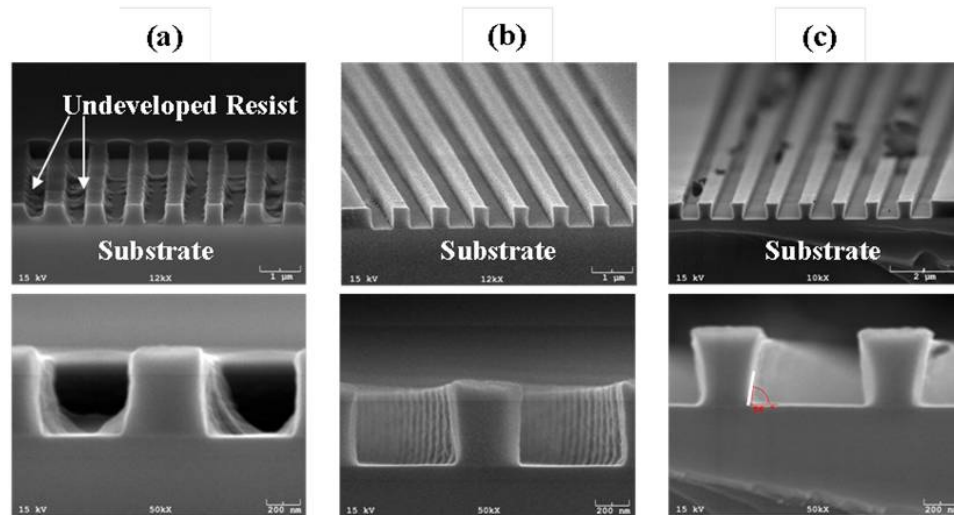 (a) (b) (c)
Undeveloped Resist
Substrate
15 kV 12kX 1 μm
Substrate
15 kV 12kX 1 μm
Substrate
15 kV 10kX 2 μm
15 kV 50kX 200 nm
15 kV 50kX 200 nm
15 kV 50kX 200 nm